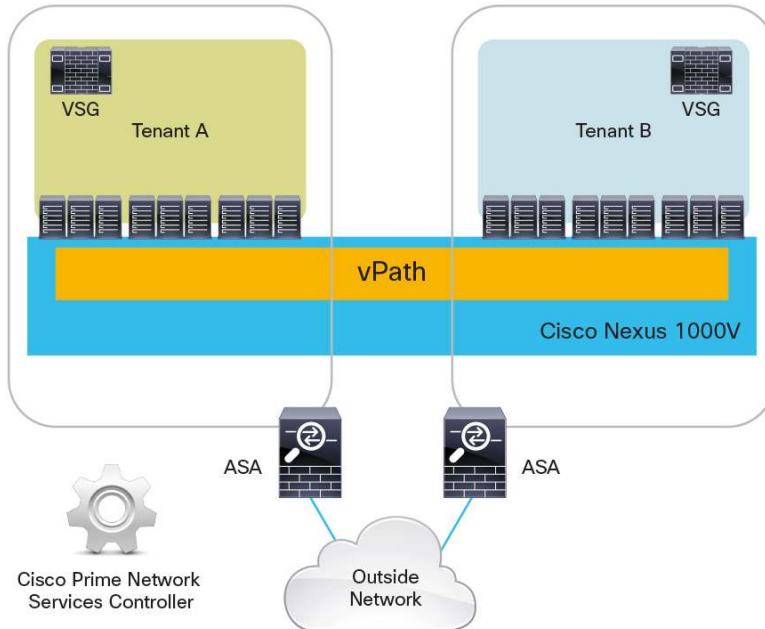 VSG
Tenant A
VSG
Tenant B
vPath
Cisco Nexus 1000V
ASA
ASA
Cisco Prime Network
Services Controller
Outside
Network